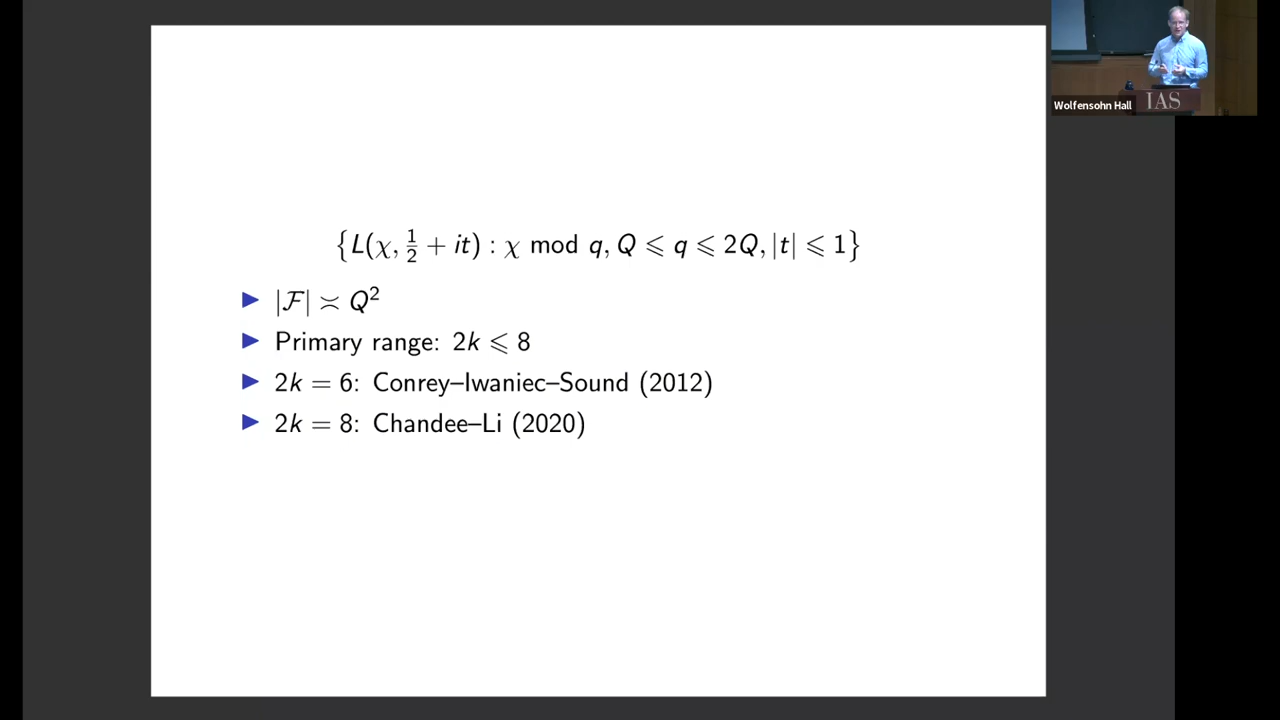 {L(χ, 1/2 + it) : χ mod q, Q ⩽ q ⩽ 2Q, |t| ⩽ 1}
▶ |ℱ| ≍ Q²
▶ Primary range: 2k ⩽ 8
▶ 2k = 6: Conrey–Iwaniec–Sound (2012)
▶ 2k = 8: Chandee–Li (2020)
Wolfensohn Hall
IAS